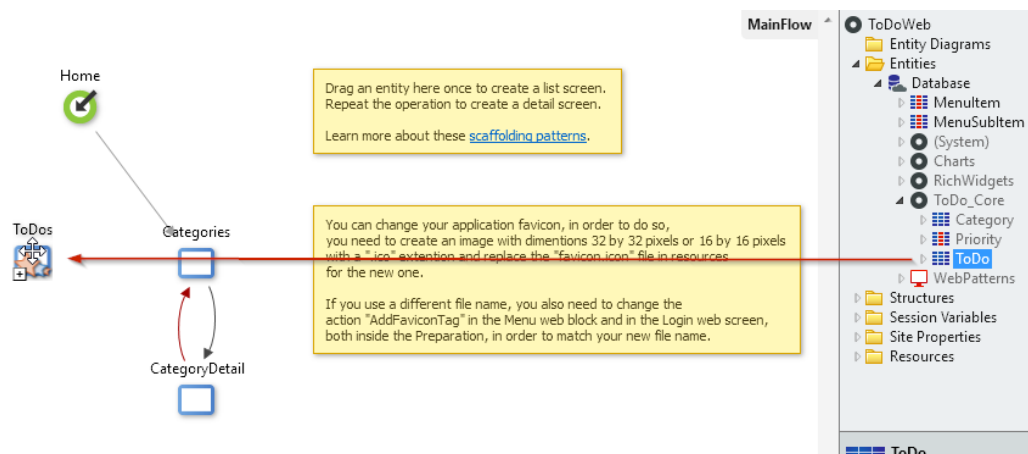 MainFlow
Home
Drag an entity here once to create a list screen.
Repeat the operation to create a detail screen.
Learn more about these scaffolding patterns.
ToDos
Categories
You can change your application favicon, in order to do so,
you need to create an image with dimentions 32 by 32 pixels or 16 by 16 pixels
with a ".ico" extention and replace the "favicon.icon" file in resources
for the new one.
If you use a different file name, you also need to change the
action "AddFaviconTag" in the Menu web block and in the Login web screen,
both inside the Preparation, in order to match your new file name.
CategoryDetail
ToDoWeb
Entity Diagrams
Entities
Database
MenuItem
MenuSubItem
(System)
Charts
RichWidgets
ToDo_Core
Category
Priority
ToDo
WebPatterns
Structures
Session Variables
Site Properties
Resources
ToDo